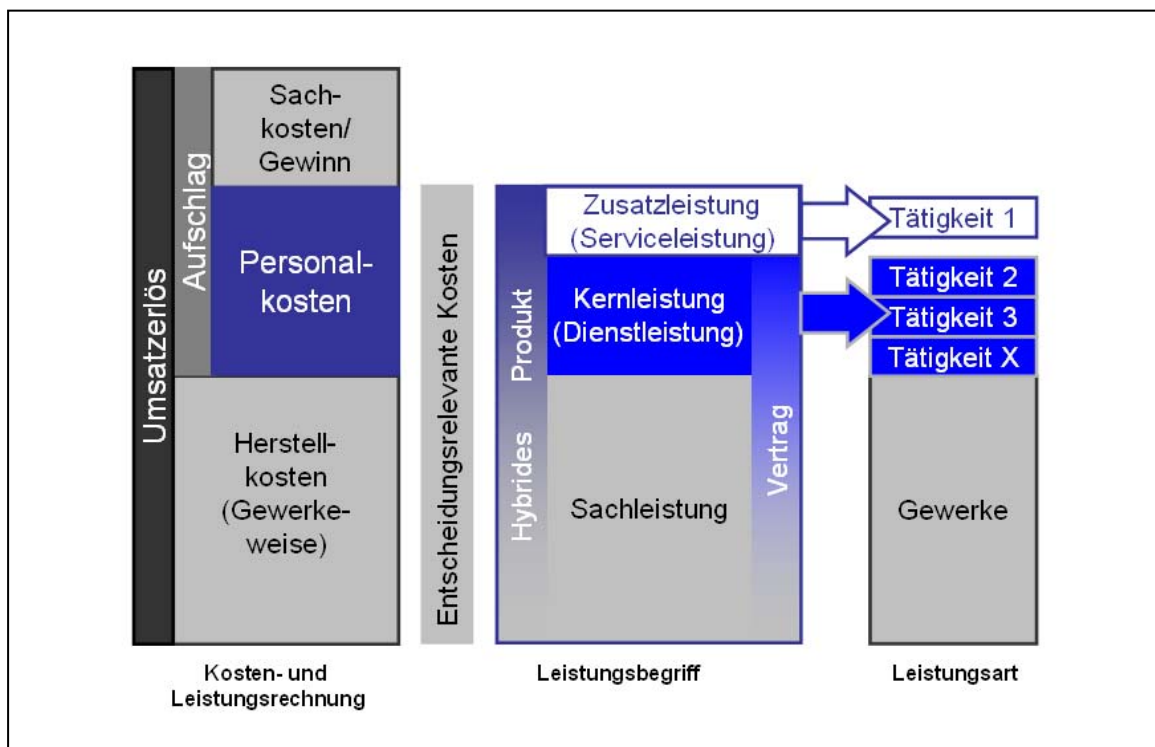 Umsatzerlös
Aufschlag
Sach-
kosten/
Gewinn
Personal-
kosten
Herstell-
kosten
(Gewerke-
weise)
Kosten- und
Leistungsrechnung
Entscheidungsrelevante Kosten
Hybrides Produkt
Zusatzleistung
(Serviceleistung)
Kernleistung
(Dienstleistung)
Sachleistung
Vertrag
Leistungsbegriff
Tätigkeit 1
Tätigkeit 2
Tätigkeit 3
Tätigkeit X
Gewerke
Leistungsart